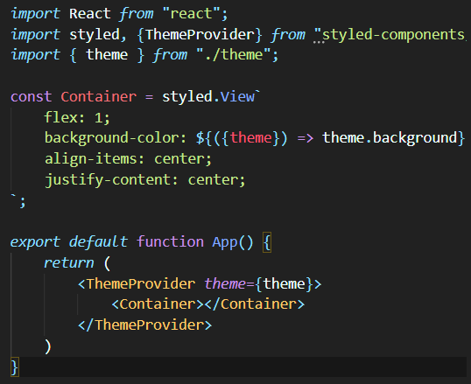 import React from "react";
import styled, {ThemeProvider} from "styled-components
import { theme } from "./theme";
const Container = styled.View`
    flex: 1;
    background-color: ${({theme}) => theme.background}
    align-items: center;
    justify-content: center;
`;
export default function App() {
    return (
        <ThemeProvider theme={theme}>
            <Container></Container>
        </ThemeProvider>
    )
}